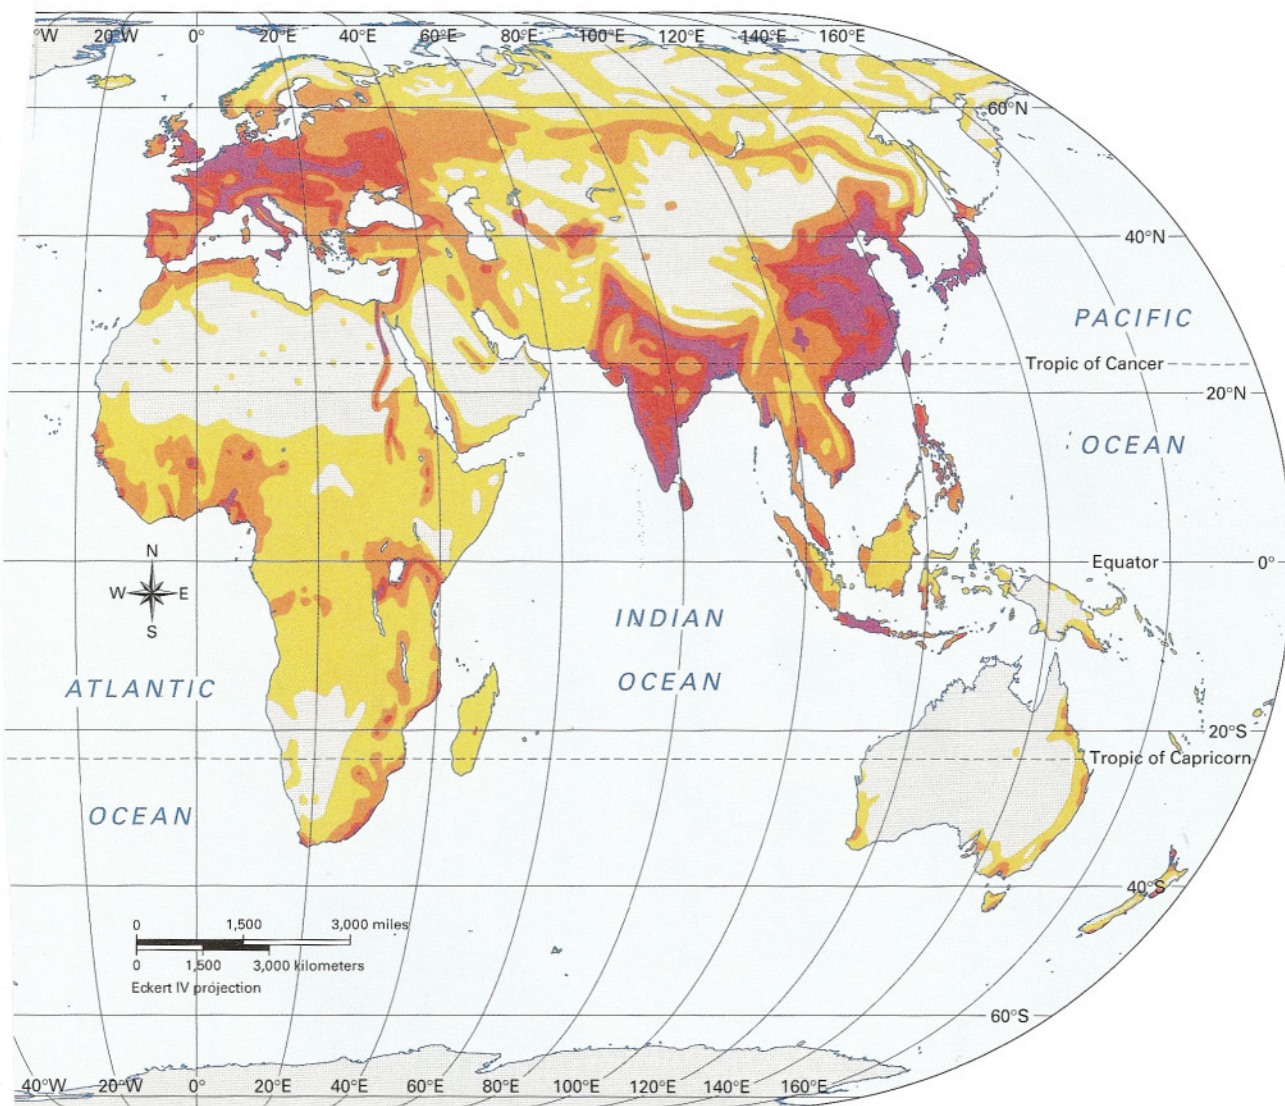 °W 20°W 0° 20°E 40°E 60°E 80°E 100°E 120°E 140°E 160°E
60°N
40°N
PACIFIC
Tropic of Cancer
20°N
OCEAN
N
W E
S
Equator 0°
INDIAN
OCEAN
ATLANTIC
20°S
Tropic of Capricorn
OCEAN
40°S
0 1,500 3,000 miles
0 1,500 3,000 kilometers
Eckert IV projection
60°S
40°W 20°W 0° 20°E 40°E 60°E 80°E 100°E 120°E 140°E 160°E